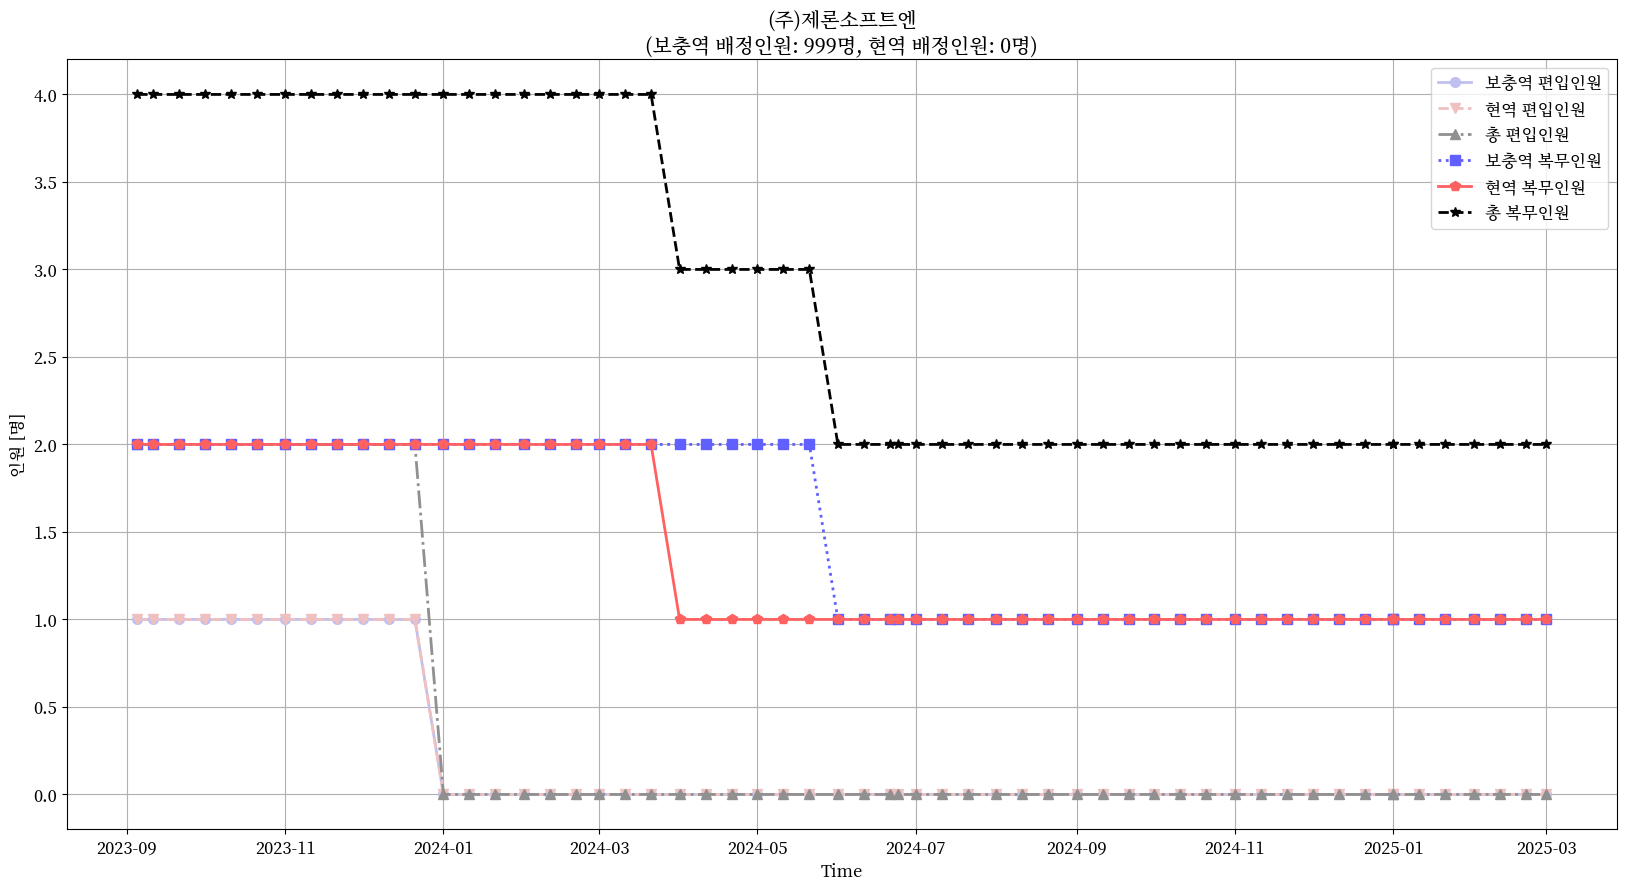 (주)제론소프트엔
(보충역 배정인원: 999명, 현역 배정인원: 0명)
보충역 편입인원
현역 편입인원
총 편입인원
보충역 복무인원
현역 복무인원
총 복무인원
인원 [명]
4.0
3.5
3.0
2.5
2.0
1.5
1.0
0.5
0.0
2023-09 2023-11 2024-01 2024-03 2024-05 2024-07 2024-09 2024-11 2025-01 2025-03
Time